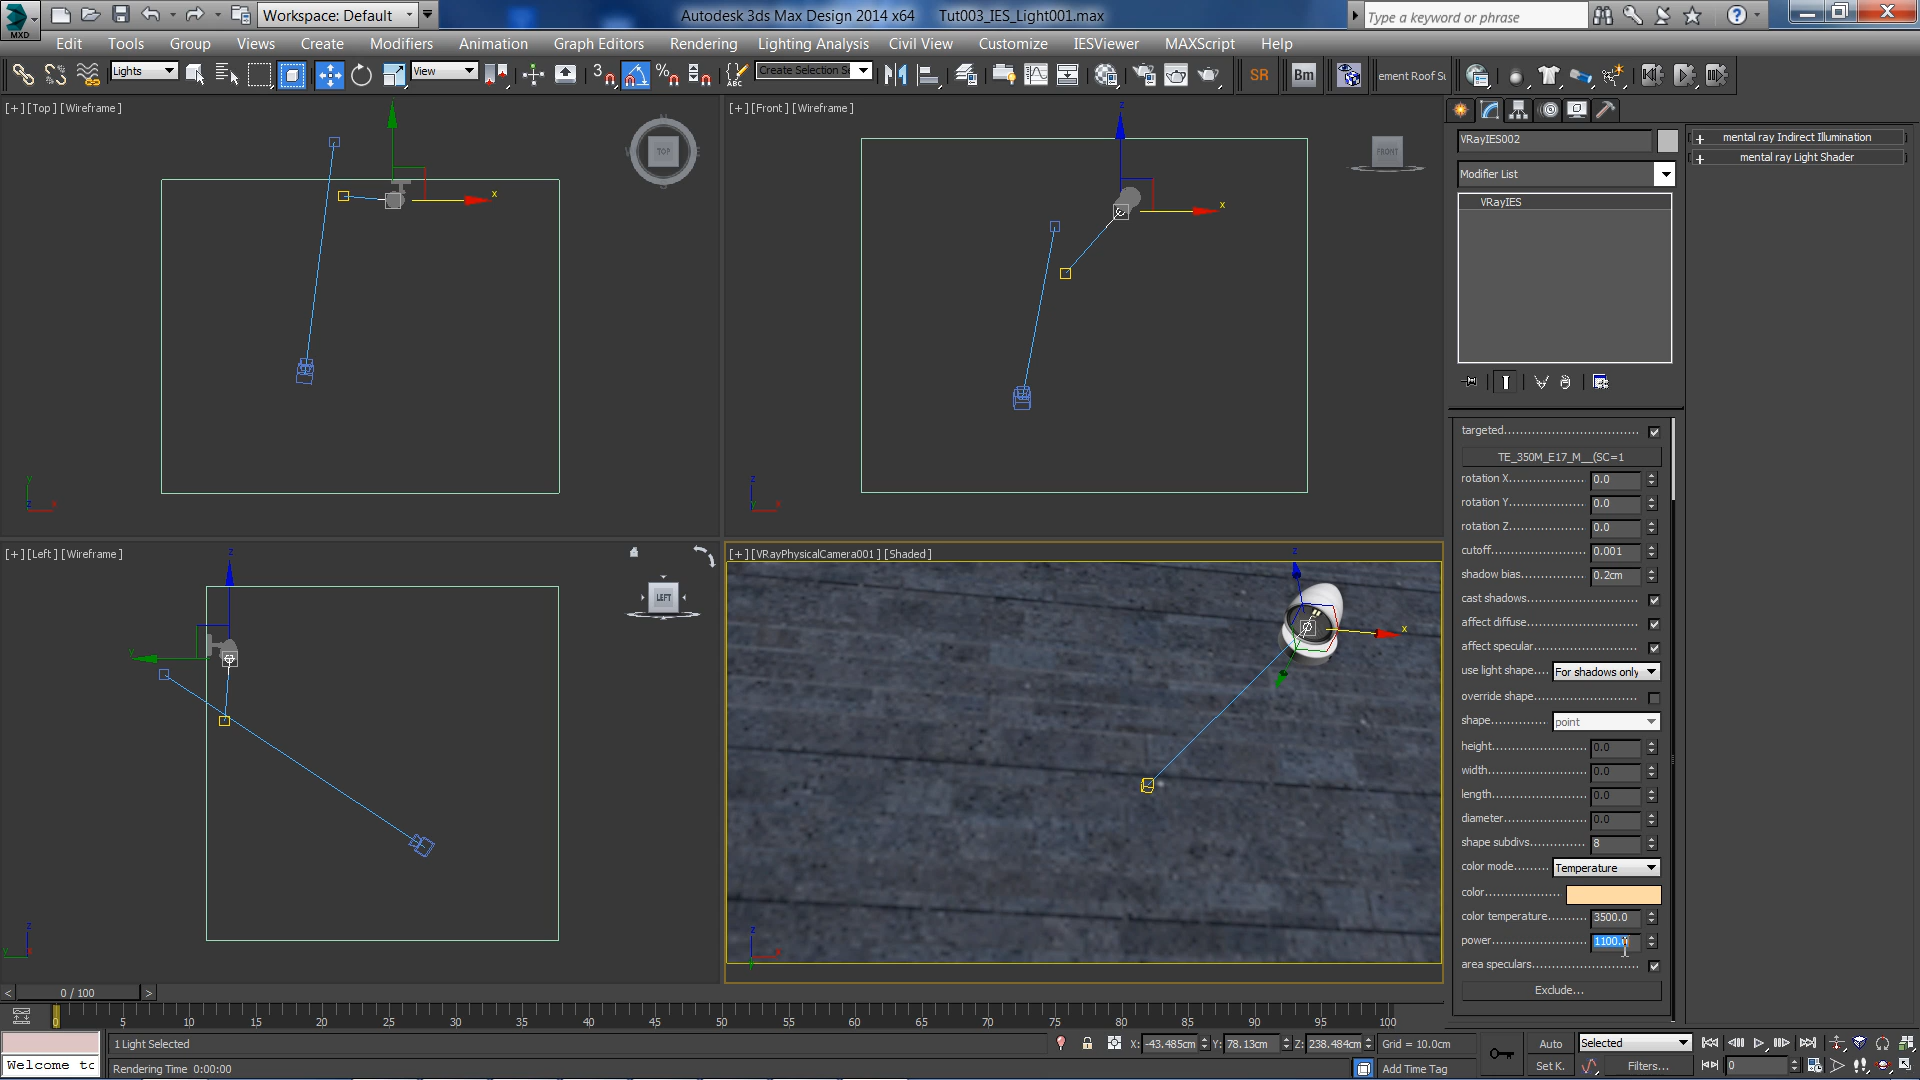 Workspace: Default
Autodesk 3ds Max Design 2014 x64 Tut003_IES_Light001.max
Type a keyword or phrase
MXD
Edit Tools Group Views Create Modifiers Animation Graph Editors Rendering Lighting Analysis Civil View Customize IESViewer MAXScript Help
Lights
View
3
ABC
Create Selection S
SR
Bm
ement Roof Su
[+] [Top] [Wireframe]
TOP
x
[+] [Front] [Wireframe]
FRONT
z
x
[+] [Left] [Wireframe]
LEFT
z
y
[+] [VRayPhysicalCamera001] [Shaded]
z
x
VRayIES002
Modifier List
VRayIES
mental ray Indirect Illumination
mental ray Light Shader
targeted
TE_350M_E17_M__(SC=1
rotation X 0.0
rotation Y 0.0
rotation Z 0.0
cutoff 0.001
shadow bias 0.2cm
cast shadows
affect diffuse
affect specular
use light shape.... For shadows only
override shape
shape point
height 0.0
width 0.0
length 0.0
diameter 0.0
shape subdivs 8
color mode Temperature
color
color temperature 3500.0
power 1100.0
area speculars
Exclude...
< 0 / 100 >
0 5 10 15 20 25 30 35 40 45 50 55 60 65 70 75 80 85 90 95 100
1 Light Selected
X: -43.485cm Y: 78.13cm Z: 238.484cm
Grid = 10.0cm
Auto
Selected
Welcome to
Rendering Time 0:00:00
Add Time Tag
Set K.
Filters...
0